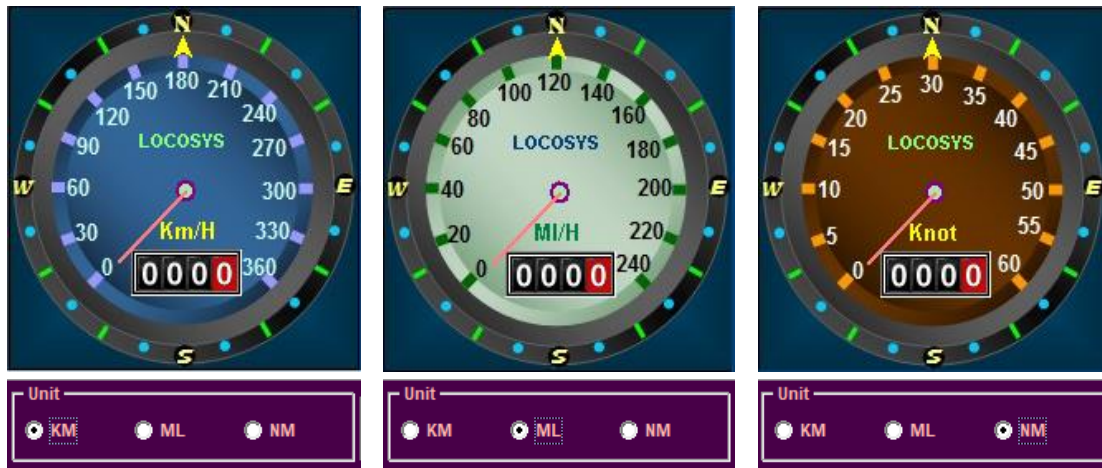 N
180
150 210
120 240
LOCOSYS
90 270
W 60 300 E
Km/H
30 330
0 0000 360
S
Unit
KM ML NM
N
120
100 140
80 160
LOCOSYS
60 180
W 40 200 E
MI/H
20 220
0 0000 240
S
Unit
KM ML NM
N
30
25 35
20 40
LOCOSYS
15 45
W 10 50 E
Knot
5 55
0 0000 60
S
Unit
KM ML NM